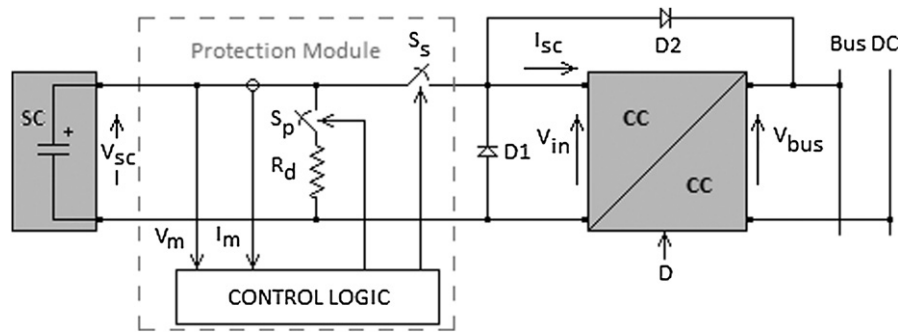 Protection Module
S_s
I_sc
D2
Bus DC
SC
+
V_sc
I
S_p
R_d
D1
V_in
CC
CC
V_bus
V_m
I_m
D
CONTROL LOGIC